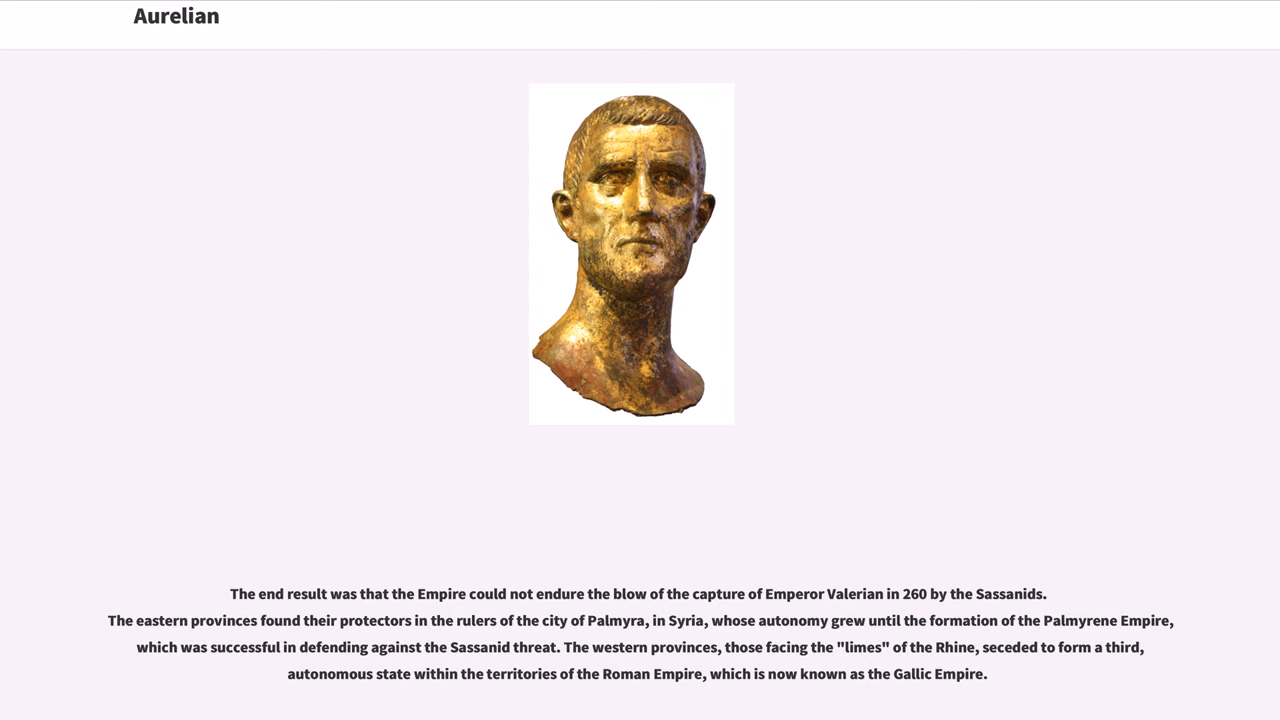 Aurelian
The end result was that the Empire could not endure the blow of the capture of Emperor Valerian in 260 by the Sassanids.
The eastern provinces found their protectors in the rulers of the city of Palmyra, in Syria, whose autonomy grew until the formation of the Palmyrene Empire,
which was successful in defending against the Sassanid threat. The western provinces, those facing the "limes" of the Rhine, seceded to form a third,
autonomous state within the territories of the Roman Empire, which is now known as the Gallic Empire.